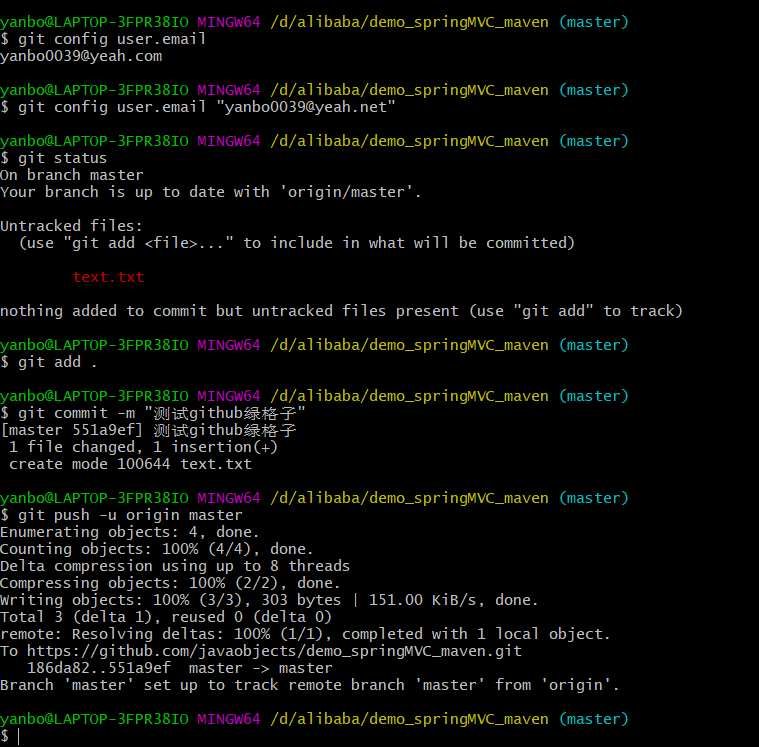 yanbo@LAPTOP-3FPR38IO MINGW64 /d/alibaba/demo_springMVC_maven (master)
$ git config user.email
yanbo0039@yeah.com
yanbo@LAPTOP-3FPR38IO MINGW64 /d/alibaba/demo_springMVC_maven (master)
$ git config user.email "yanbo0039@yeah.net"
yanbo@LAPTOP-3FPR38IO MINGW64 /d/alibaba/demo_springMVC_maven (master)
$ git status
On branch master
Your branch is up to date with 'origin/master'.
Untracked files:
  (use "git add <file>..." to include in what will be committed)
        text.txt
nothing added to commit but untracked files present (use "git add" to track)
yanbo@LAPTOP-3FPR38IO MINGW64 /d/alibaba/demo_springMVC_maven (master)
$ git add .
yanbo@LAPTOP-3FPR38IO MINGW64 /d/alibaba/demo_springMVC_maven (master)
$ git commit -m "测试github绿格子"
[master 551a9ef] 测试github绿格子
 1 file changed, 1 insertion(+)
 create mode 100644 text.txt
yanbo@LAPTOP-3FPR38IO MINGW64 /d/alibaba/demo_springMVC_maven (master)
$ git push -u origin master
Enumerating objects: 4, done.
Counting objects: 100% (4/4), done.
Delta compression using up to 8 threads
Compressing objects: 100% (2/2), done.
Writing objects: 100% (3/3), 303 bytes | 151.00 KiB/s, done.
Total 3 (delta 1), reused 0 (delta 0)
remote: Resolving deltas: 100% (1/1), completed with 1 local object.
To https://github.com/javaobjects/demo_springMVC_maven.git
   186da82..551a9ef  master -> master
Branch 'master' set up to track remote branch 'master' from 'origin'.
yanbo@LAPTOP-3FPR38IO MINGW64 /d/alibaba/demo_springMVC_maven (master)
$